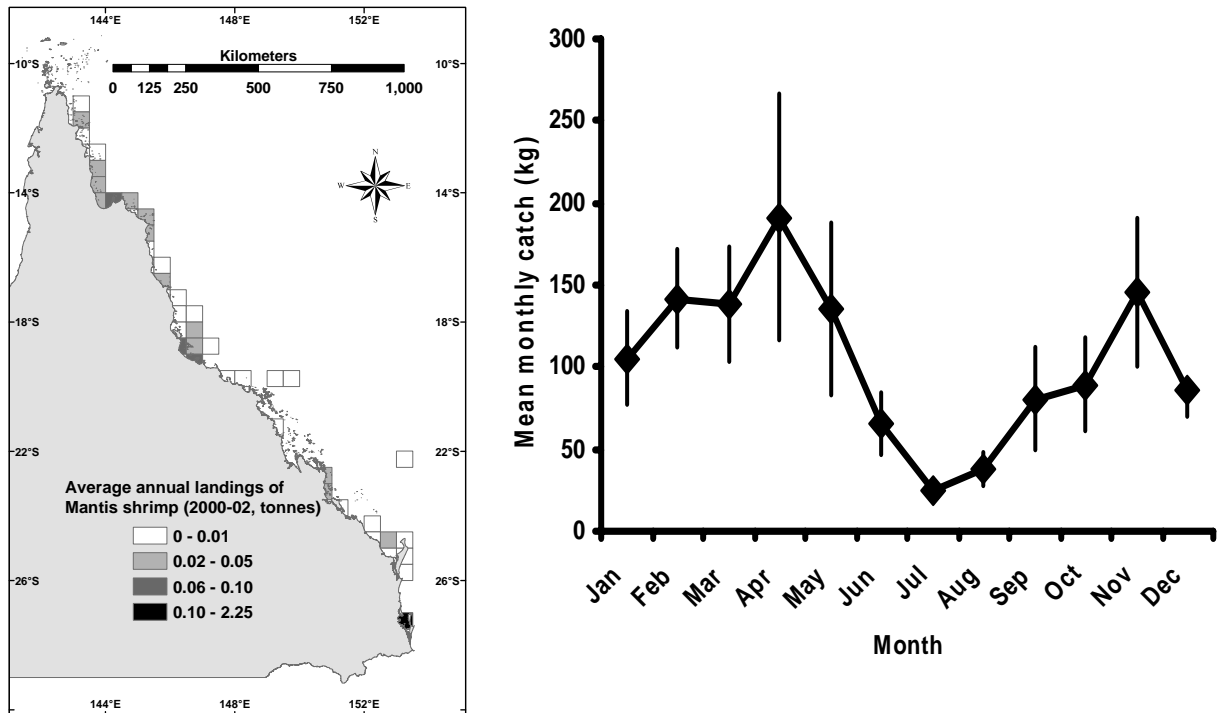 144°E 148°E 152°E
Kilometers
0 125 250 500 750 1,000
10°S 10°S
N
W E
S
14°S 14°S
18°S 18°S
22°S 22°S
Average annual landings of
Mantis shrimp (2000-02, tonnes)
0 - 0.01
0.02 - 0.05
0.06 - 0.10
0.10 - 2.25
26°S 26°S
144°E 148°E 152°E
Mean monthly catch (kg)
300
250
200
150
100
50
0
Jan Feb Mar Apr May Jun Jul Aug Sep Oct Nov Dec
Month